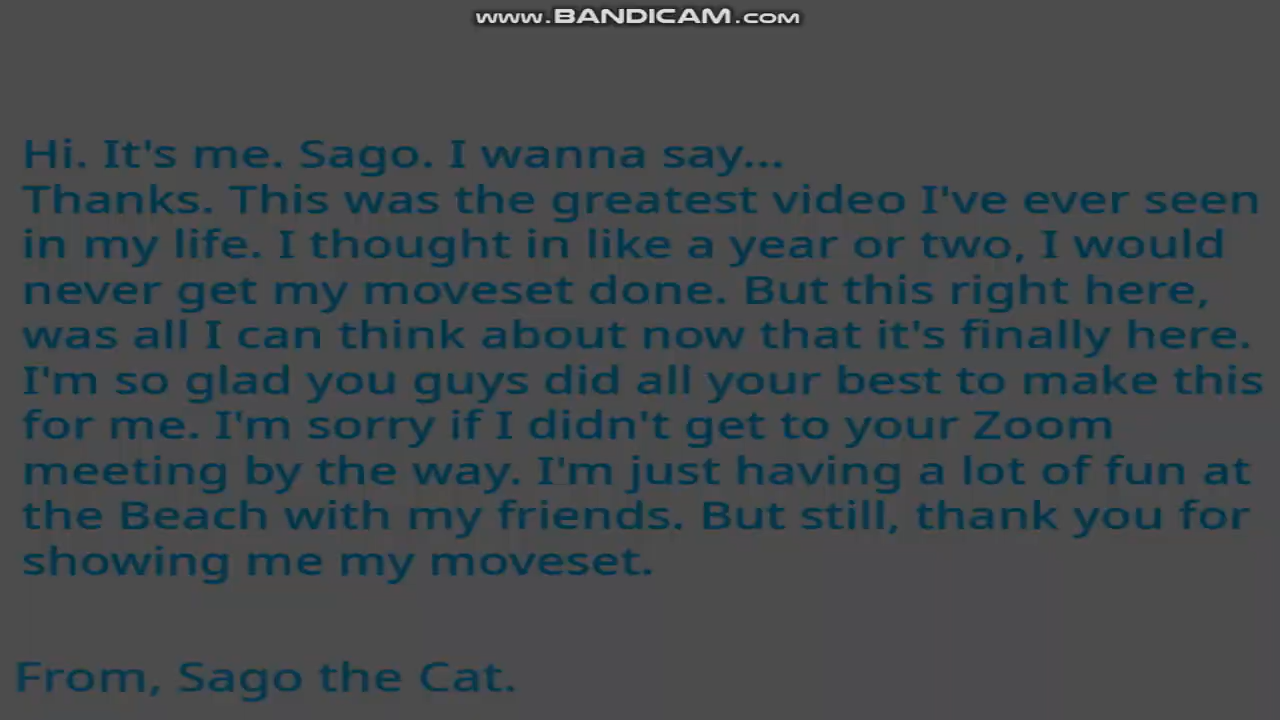 www.BANDICAM.com
Hi. It's me. Sago. I wanna say...
Thanks. This was the greatest video I've ever seen
in my life. I thought in like a year or two, I would
never get my moveset done. But this right here,
was all I can think about now that it's finally here.
I'm so glad you guys did all your best to make this
for me. I'm sorry if I didn't get to your Zoom
meeting by the way. I'm just having a lot of fun at
the Beach with my friends. But still, thank you for
showing me my moveset.
From, Sago the Cat.